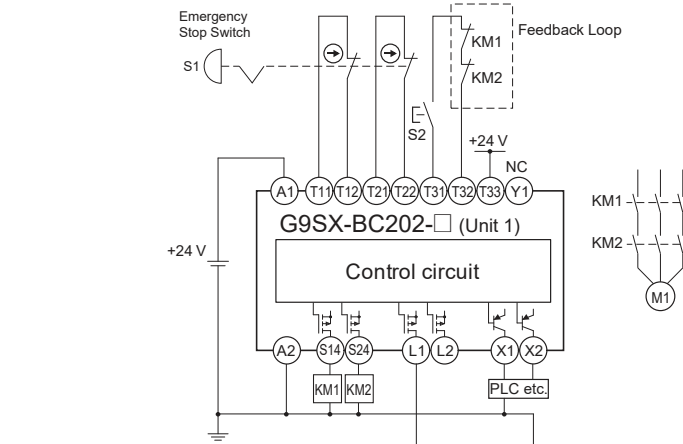 Emergency
Stop Switch
S1
Feedback Loop
KM1
KM2
S2
+24 V
NC
A1 T11 T12 T21 T22 T31 T32 T33 Y1
G9SX-BC202-□ (Unit 1)
+24 V
Control circuit
KM1
KM2
M1
A2 S14 S24 L1 L2 X1 X2
KM1 KM2 PLC etc.